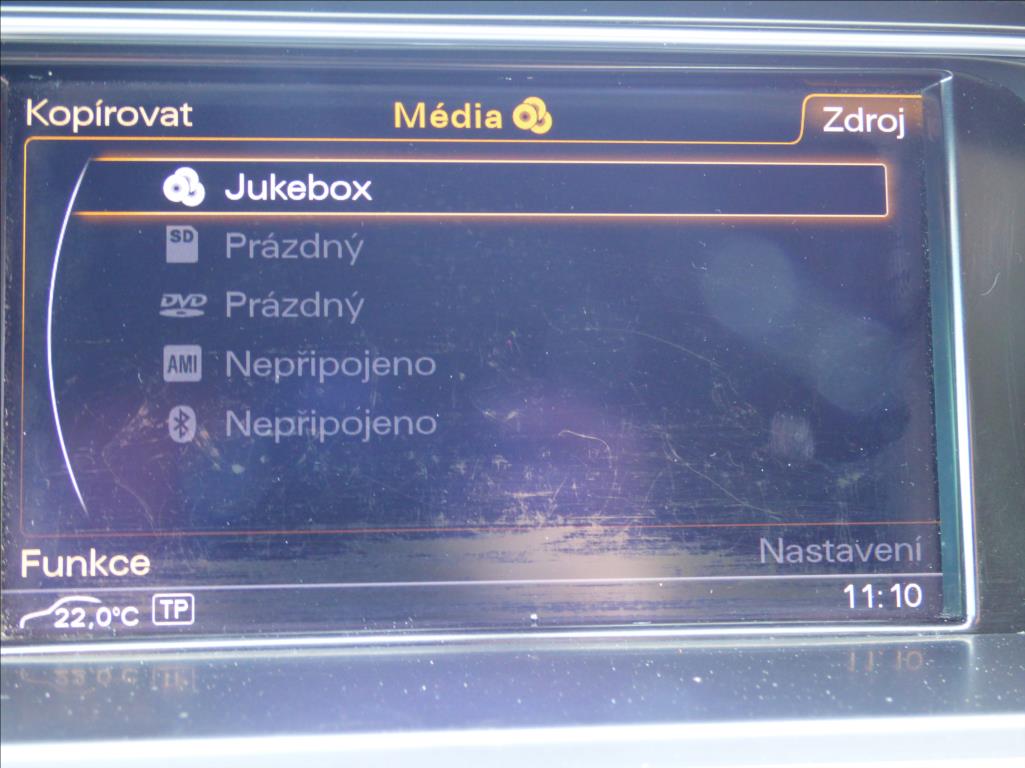 Kopírovat Média Zdroj
Jukebox
SD Prázdný
DVD Prázdný
AMI Nepřipojeno
Nepřipojeno
Funkce Nastavení
22,0°C TP 11:10